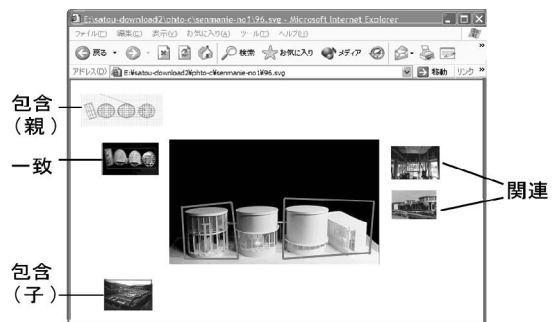 E:\satou-download2\phto-c\senmanie-no1\96.svg - Microsoft Internet Explorer
ファイル(F) 編集(E) 表示(V) お気に入り(A) ツール(T) ヘルプ(H)
戻る 検索 お気に入り メディア
アドレス(D) E:\satou-download2\phto-c\senmanie-no1\96.svg 移動 リンク
包含
(親)
一致
関連
包含
(子)